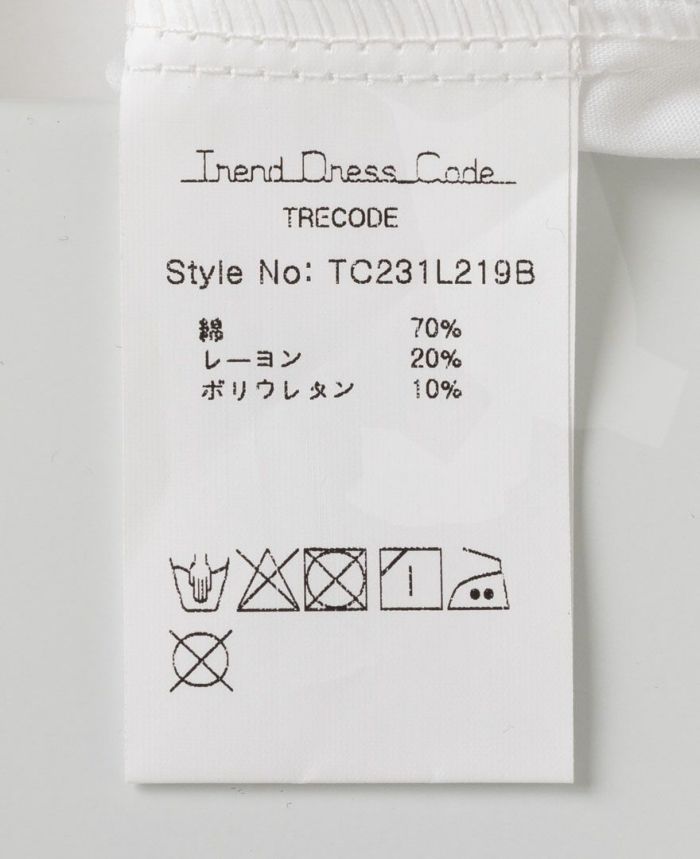 Trend Dress Code
TRECODE
Style No: TC231L219B
綿 70%
レーヨン 20%
ポリウレタン 10%